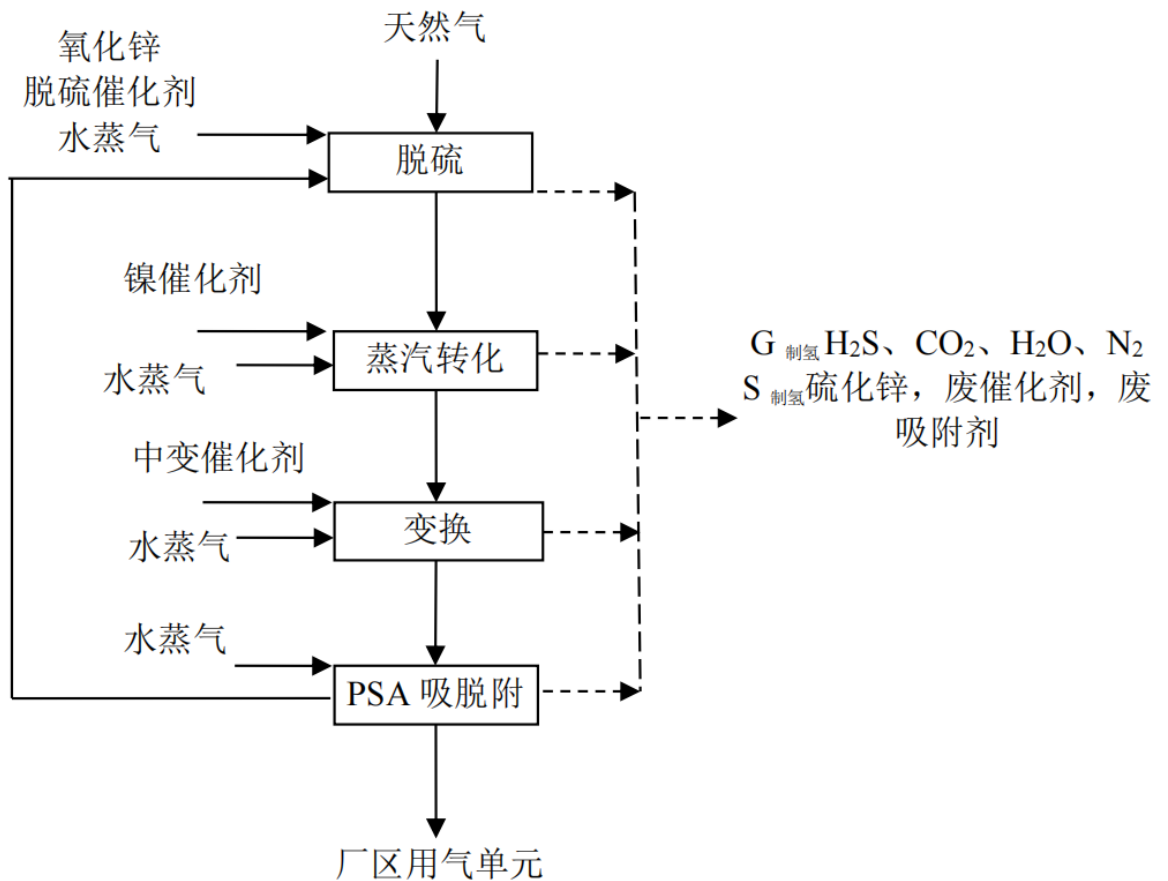 天然气
氧化锌
脱硫催化剂
水蒸气
脱硫
镍催化剂
水蒸气
蒸汽转化
G 制氢 H₂S、CO₂、H₂O、N₂
S 制氢硫化锌，废催化剂，废
吸附剂
中变催化剂
水蒸气
变换
水蒸气
PSA 吸脱附
厂区用气单元